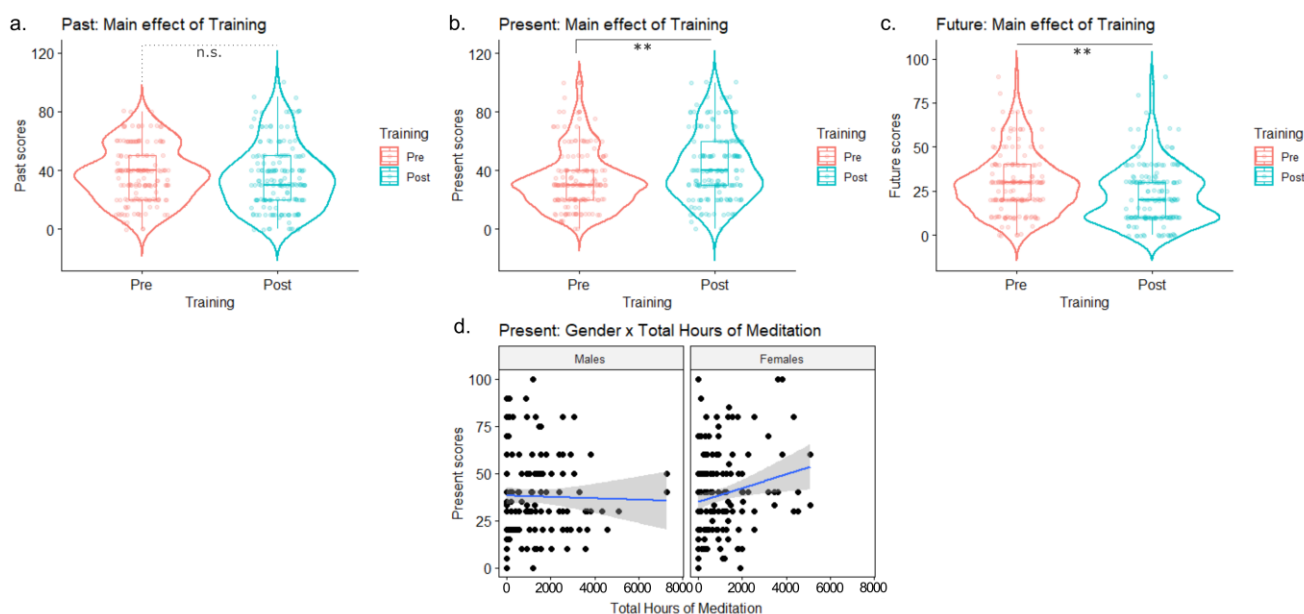 a.
Past: Main effect of Training
n.s.
120
80
40
0
Past scores
Pre
Post
Training
Training
Pre
Post
b.
Present: Main effect of Training
**
120
80
40
0
Present scores
Pre
Post
Training
Training
Pre
Post
c.
Future: Main effect of Training
**
100
75
50
25
0
Future scores
Pre
Post
Training
Training
Pre
Post
d.
Present: Gender x Total Hours of Meditation
Males
Females
100
75
50
25
0
Present scores
0 2000 4000 6000 8000
0 2000 4000 6000 8000
Total Hours of Meditation